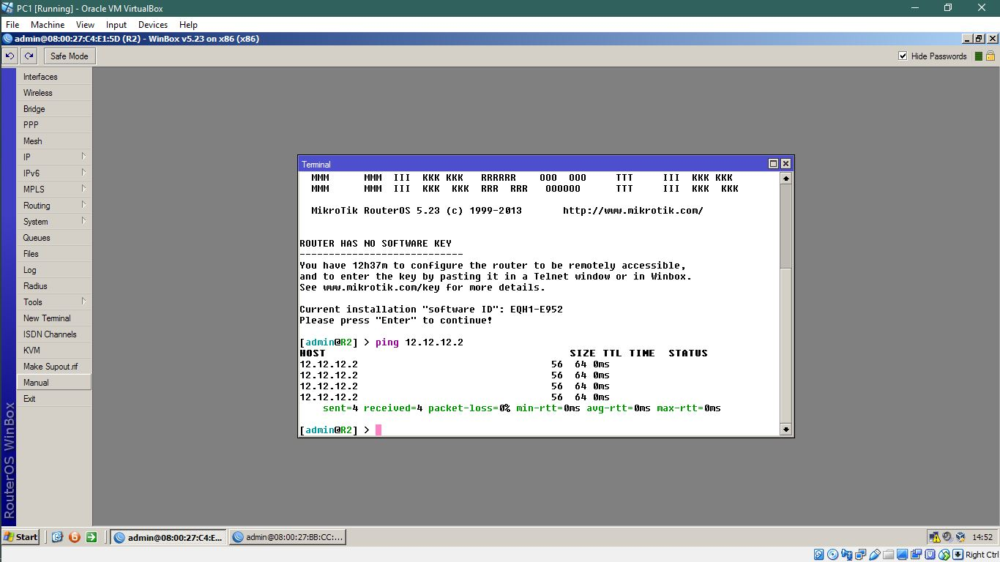 PC1 [Running] - Oracle VM VirtualBox
File Machine View Input Devices Help
admin@08:00:27:C4:E1:5D (R2) - WinBox v5.23 on x86 (x86)
Safe Mode
Hide Passwords
Interfaces
Wireless
Bridge
PPP
Mesh
IP
IPv6
MPLS
Routing
System
Queues
Files
Log
Radius
Tools
New Terminal
ISDN Channels
KVM
Make Supout.rif
Manual
Exit
RouterOS WinBox
Terminal
MMM MMM III KKK KKK RRRRRR OOO OOO TTT III KKK KKK
MMM MMM III KKK KKK RRR RRR OOOOOO TTT III KKK KKK
MikroTik RouterOS 5.23 (c) 1999-2013 http://www.mikrotik.com/
ROUTER HAS NO SOFTWARE KEY
----------------------------
You have 12h37m to configure the router to be remotely accessible,
and to enter the key by pasting it in a Telnet window or in Winbox.
See www.mikrotik.com/key for more details.
Current installation "software ID": EQH1-E952
Please press "Enter" to continue!
[admin@R2] > ping 12.12.12.2
HOST SIZE TTL TIME STATUS
12.12.12.2 56 64 0ms
12.12.12.2 56 64 0ms
12.12.12.2 56 64 0ms
12.12.12.2 56 64 0ms
sent=4 received=4 packet-loss=0% min-rtt=0ms avg-rtt=0ms max-rtt=0ms
[admin@R2] >
Start
admin@08:00:27:C4:E...
admin@08:00:27:BB:CC:...
14:52
Right Ctrl